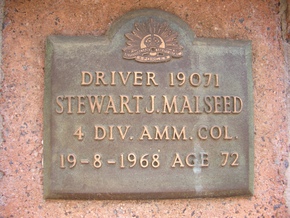 DRIVER 19071
STEWART J. MALSEED
4 DIV. AMM. COL.
19-8-1968 AGE 72